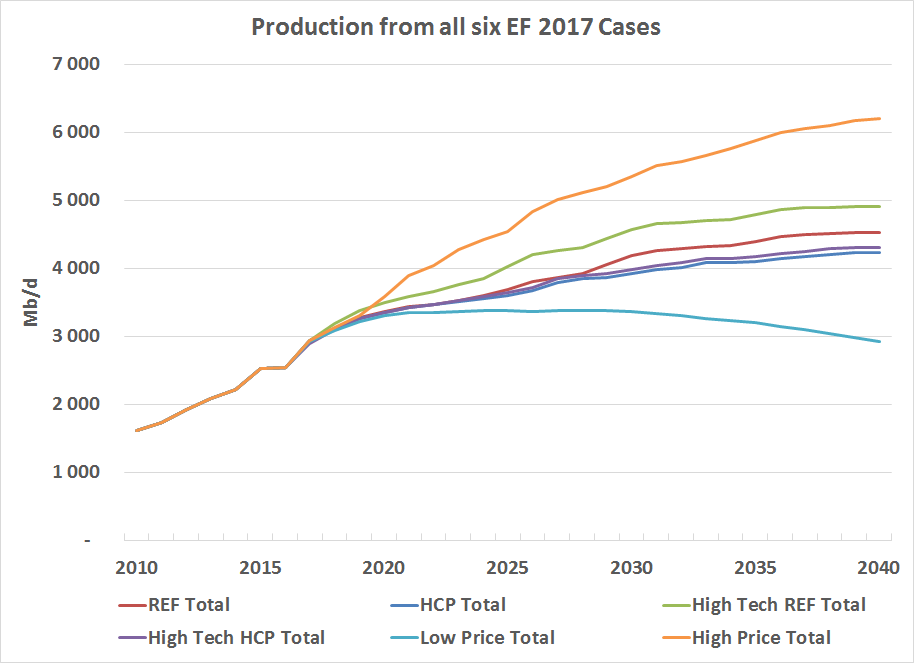 Production from all six EF 2017 Cases
7 000
6 000
5 000
4 000
3 000
2 000
1 000
-
Mb/d
2010 2015 2020 2025 2030 2035 2040
REF Total HCP Total High Tech REF Total
High Tech HCP Total Low Price Total High Price Total